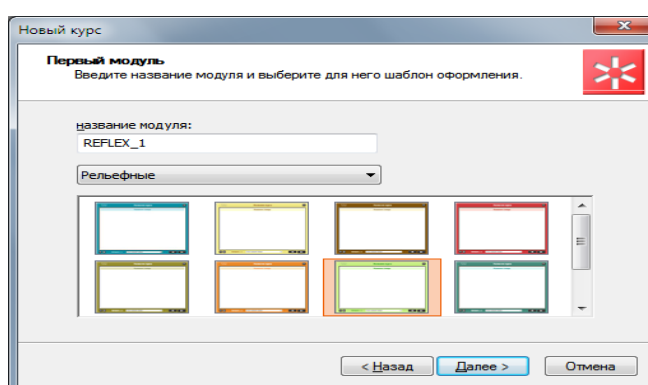 Новый курс
Первый модуль
Введите название модуля и выберите для него шаблон оформления.
название модуля:
REFLEX_1
Рельефные
< Назад
Далее >
Отмена